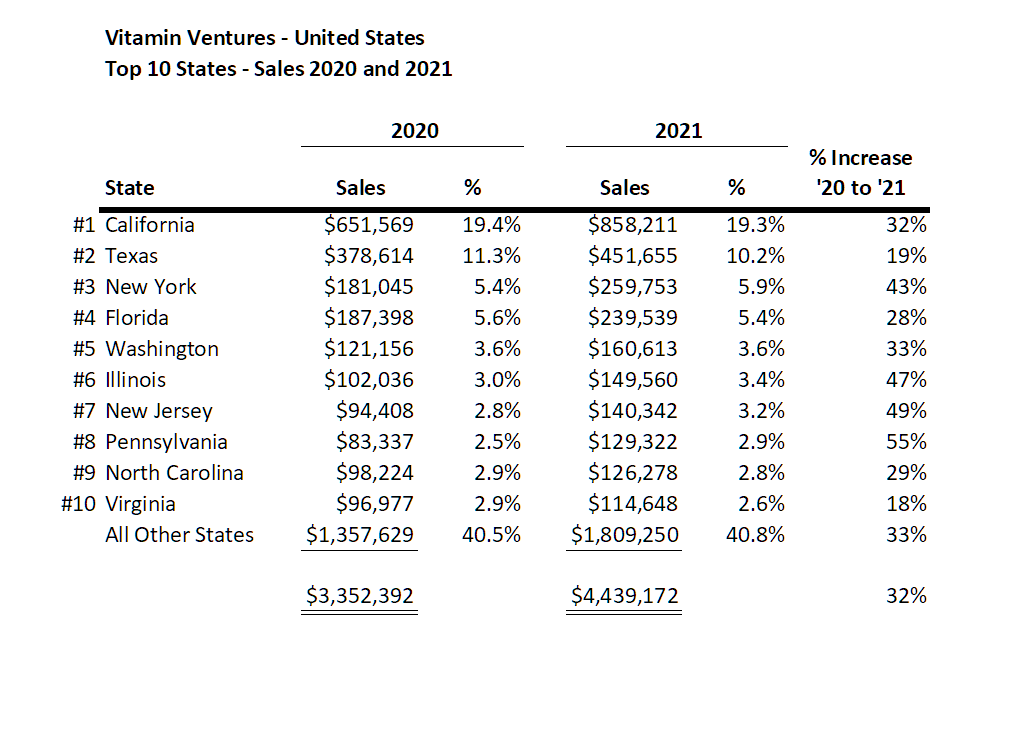 Vitamin Ventures - United States
Top 10 States - Sales 2020 and 2021
2020 2021
% Increase
State Sales % Sales % '20 to '21
#1 California $651,569 19.4% $858,211 19.3% 32%
#2 Texas $378,614 11.3% $451,655 10.2% 19%
#3 New York $181,045 5.4% $259,753 5.9% 43%
#4 Florida $187,398 5.6% $239,539 5.4% 28%
#5 Washington $121,156 3.6% $160,613 3.6% 33%
#6 Illinois $102,036 3.0% $149,560 3.4% 47%
#7 New Jersey $94,408 2.8% $140,342 3.2% 49%
#8 Pennsylvania $83,337 2.5% $129,322 2.9% 55%
#9 North Carolina $98,224 2.9% $126,278 2.8% 29%
#10 Virginia $96,977 2.9% $114,648 2.6% 18%
All Other States $1,357,629 40.5% $1,809,250 40.8% 33%
$3,352,392 $4,439,172 32%